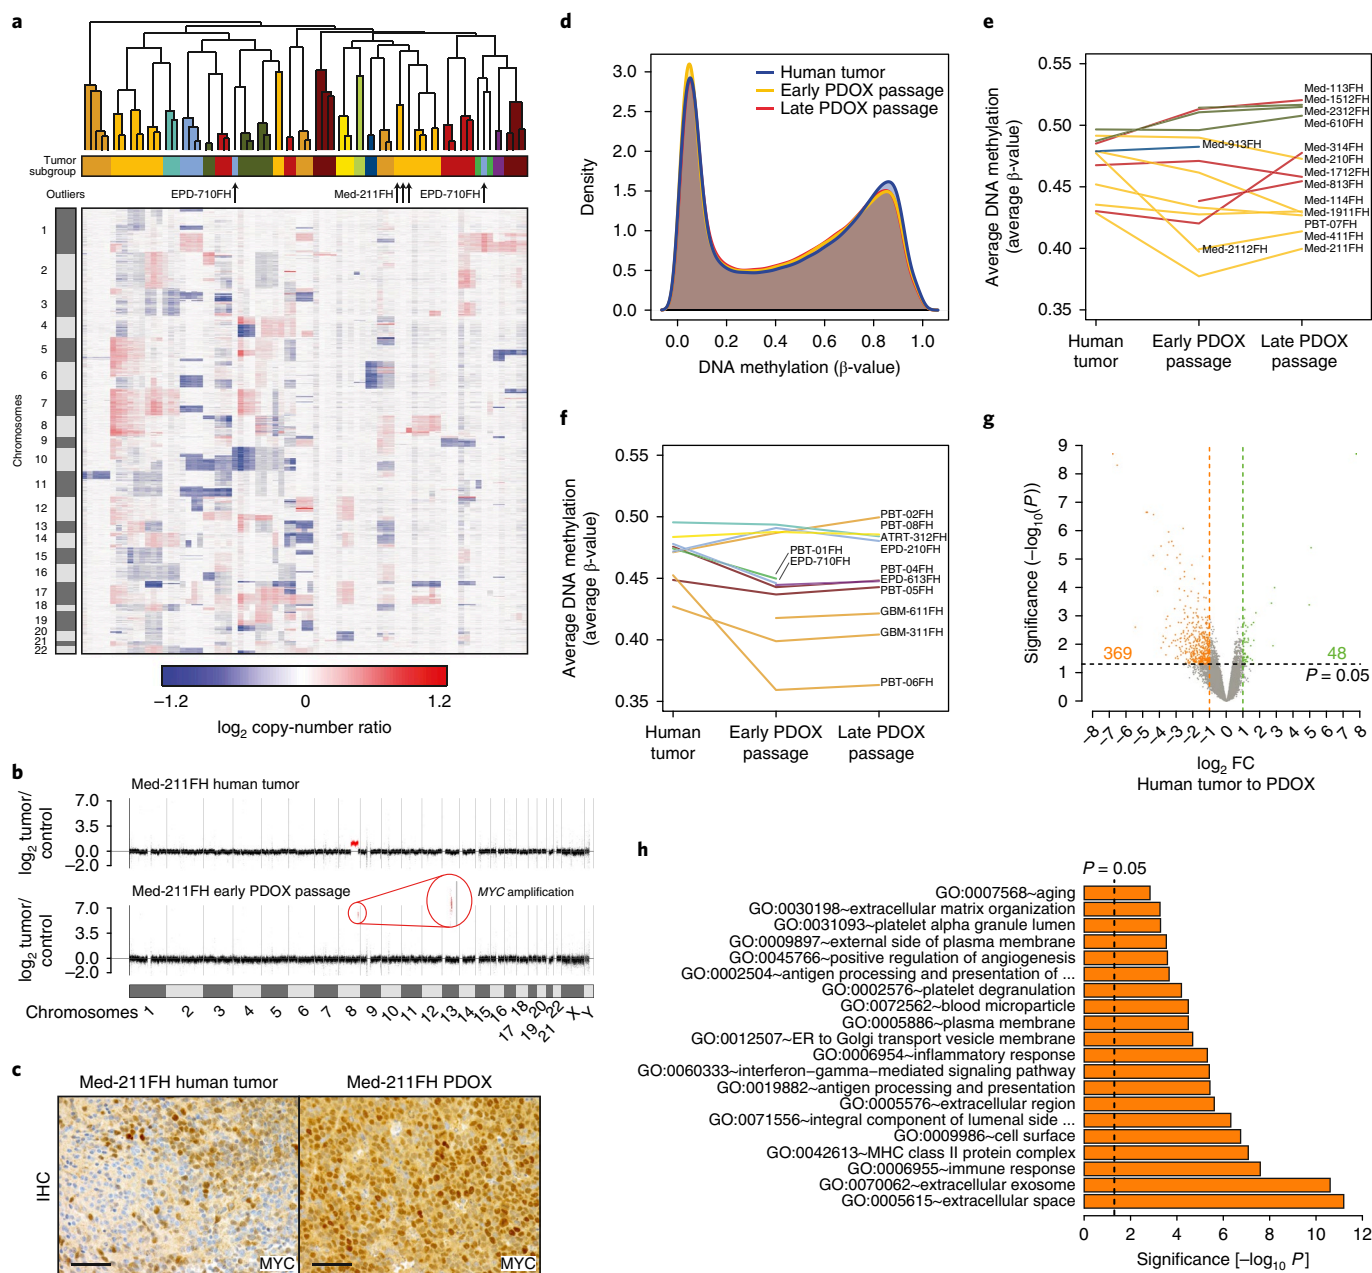 a
Tumor
subgroup
Outliers
EPD-710FH
Med-211FH
EPD-710FH
Chromosomes
1
2
3
4
5
6
7
8
9
10
11
12
13
14
15
16
17
18
19
20
21
22
−1.2
0
1.2
log2 copy-number ratio
b
Med-211FH human tumor
log2 tumor/
control
7.0
3.5
0.0
−2.0
Med-211FH early PDOX passage
MYC amplification
log2 tumor/
control
7.0
3.5
0.0
−2.0
Chromosomes 1 2 3 4 5 6 7 8 9 10 11 12 13 14 15 16 17 18 19 20 21 22 X Y
c
Med-211FH human tumor
Med-211FH PDOX
IHC
MYC
MYC
d
Human tumor
Early PDOX passage
Late PDOX passage
Density
3.0
2.5
2.0
1.5
1.0
0.5
0.0
0.0 0.2 0.4 0.6 0.8 1.0
DNA methylation (β-value)
e
Average DNA methylation
(average β-value)
0.55
0.50
0.45
0.40
0.35
Med-113FH
Med-1512FH
Med-2312FH
Med-610FH
Med-913FH
Med-314FH
Med-210FH
Med-1712FH
Med-813FH
Med-114FH
Med-1911FH
PBT-07FH
Med-411FH
Med-2112FH
Med-211FH
Human
tumor
Early PDOX
passage
Late PDOX
passage
f
Average DNA methylation
(average β-value)
0.55
0.50
0.45
0.40
0.35
PBT-02FH
PBT-08FH
ATRT-312FH
EPD-210FH
PBT-01FH
EPD-710FH
PBT-04FH
EPD-613FH
PBT-05FH
GBM-611FH
GBM-311FH
PBT-06FH
Human
tumor
Early PDOX
passage
Late PDOX
passage
g
Significance (−log10(P))
9
8
7
6
5
4
3
2
1
0
369
48
P = 0.05
−8 −7 −6 −5 −4 −3 −2 −1 0 1 2 3 4 5 6 7 8
log2 FC
Human tumor to PDOX
h
P = 0.05
GO:0007568~aging
GO:0030198~extracellular matrix organization
GO:0031093~platelet alpha granule lumen
GO:0009897~external side of plasma membrane
GO:0045766~positive regulation of angiogenesis
GO:0002504~antigen processing and presentation of ...
GO:0002576~platelet degranulation
GO:0072562~blood microparticle
GO:0005886~plasma membrane
GO:0012507~ER to Golgi transport vesicle membrane
GO:0006954~inflammatory response
GO:0060333~interferon−gamma−mediated signaling pathway
GO:0019882~antigen processing and presentation
GO:0005576~extracellular region
GO:0071556~integral component of lumenal side ...
GO:0009986~cell surface
GO:0042613~MHC class II protein complex
GO:0006955~immune response
GO:0070062~extracellular exosome
GO:0005615~extracellular space
0 2 4 6 8 10 12
Significance [−log10 P]